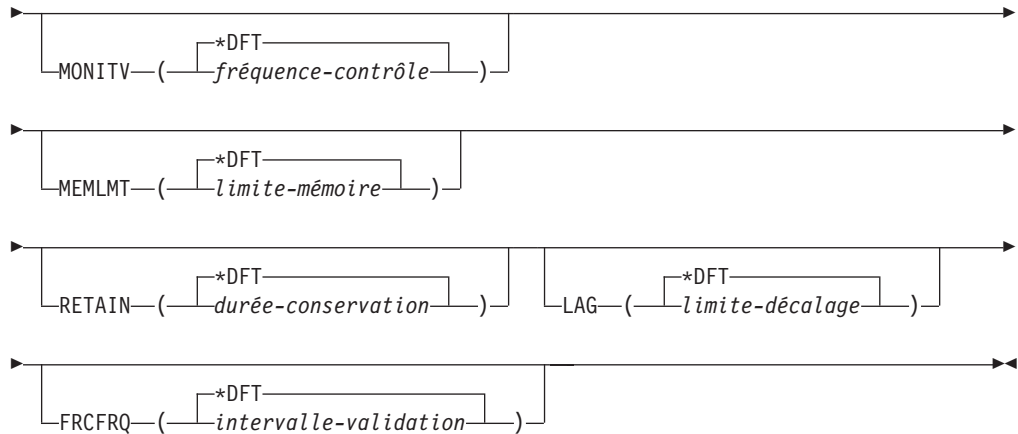 *DFT
MONITV ( fréquence-contrôle )
*DFT
MEMLMT ( limite-mémoire )
*DFT *DFT
RETAIN ( durée-conservation ) LAG ( limite-décalage )
*DFT
FRCFRQ ( intervalle-validation )